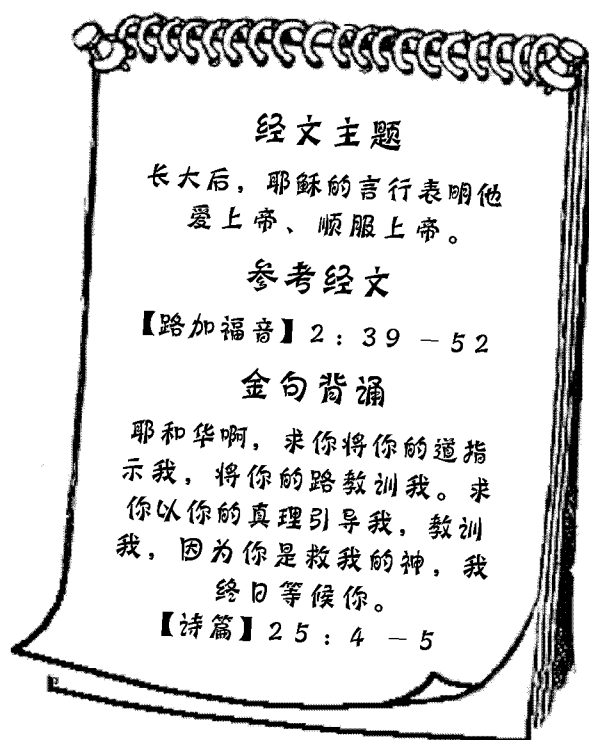 经文主题
长大后，耶稣的言行表明他
爱上帝、顺服上帝。
参考经文
【路加福音】2：39－52
金句背诵
耶和华啊，求你将你的道指
示我，将你的路教训我。求
你以你的真理引导我，教训
我，因为你是救我的神，我
终日等候你。
【诗篇】25：4－5